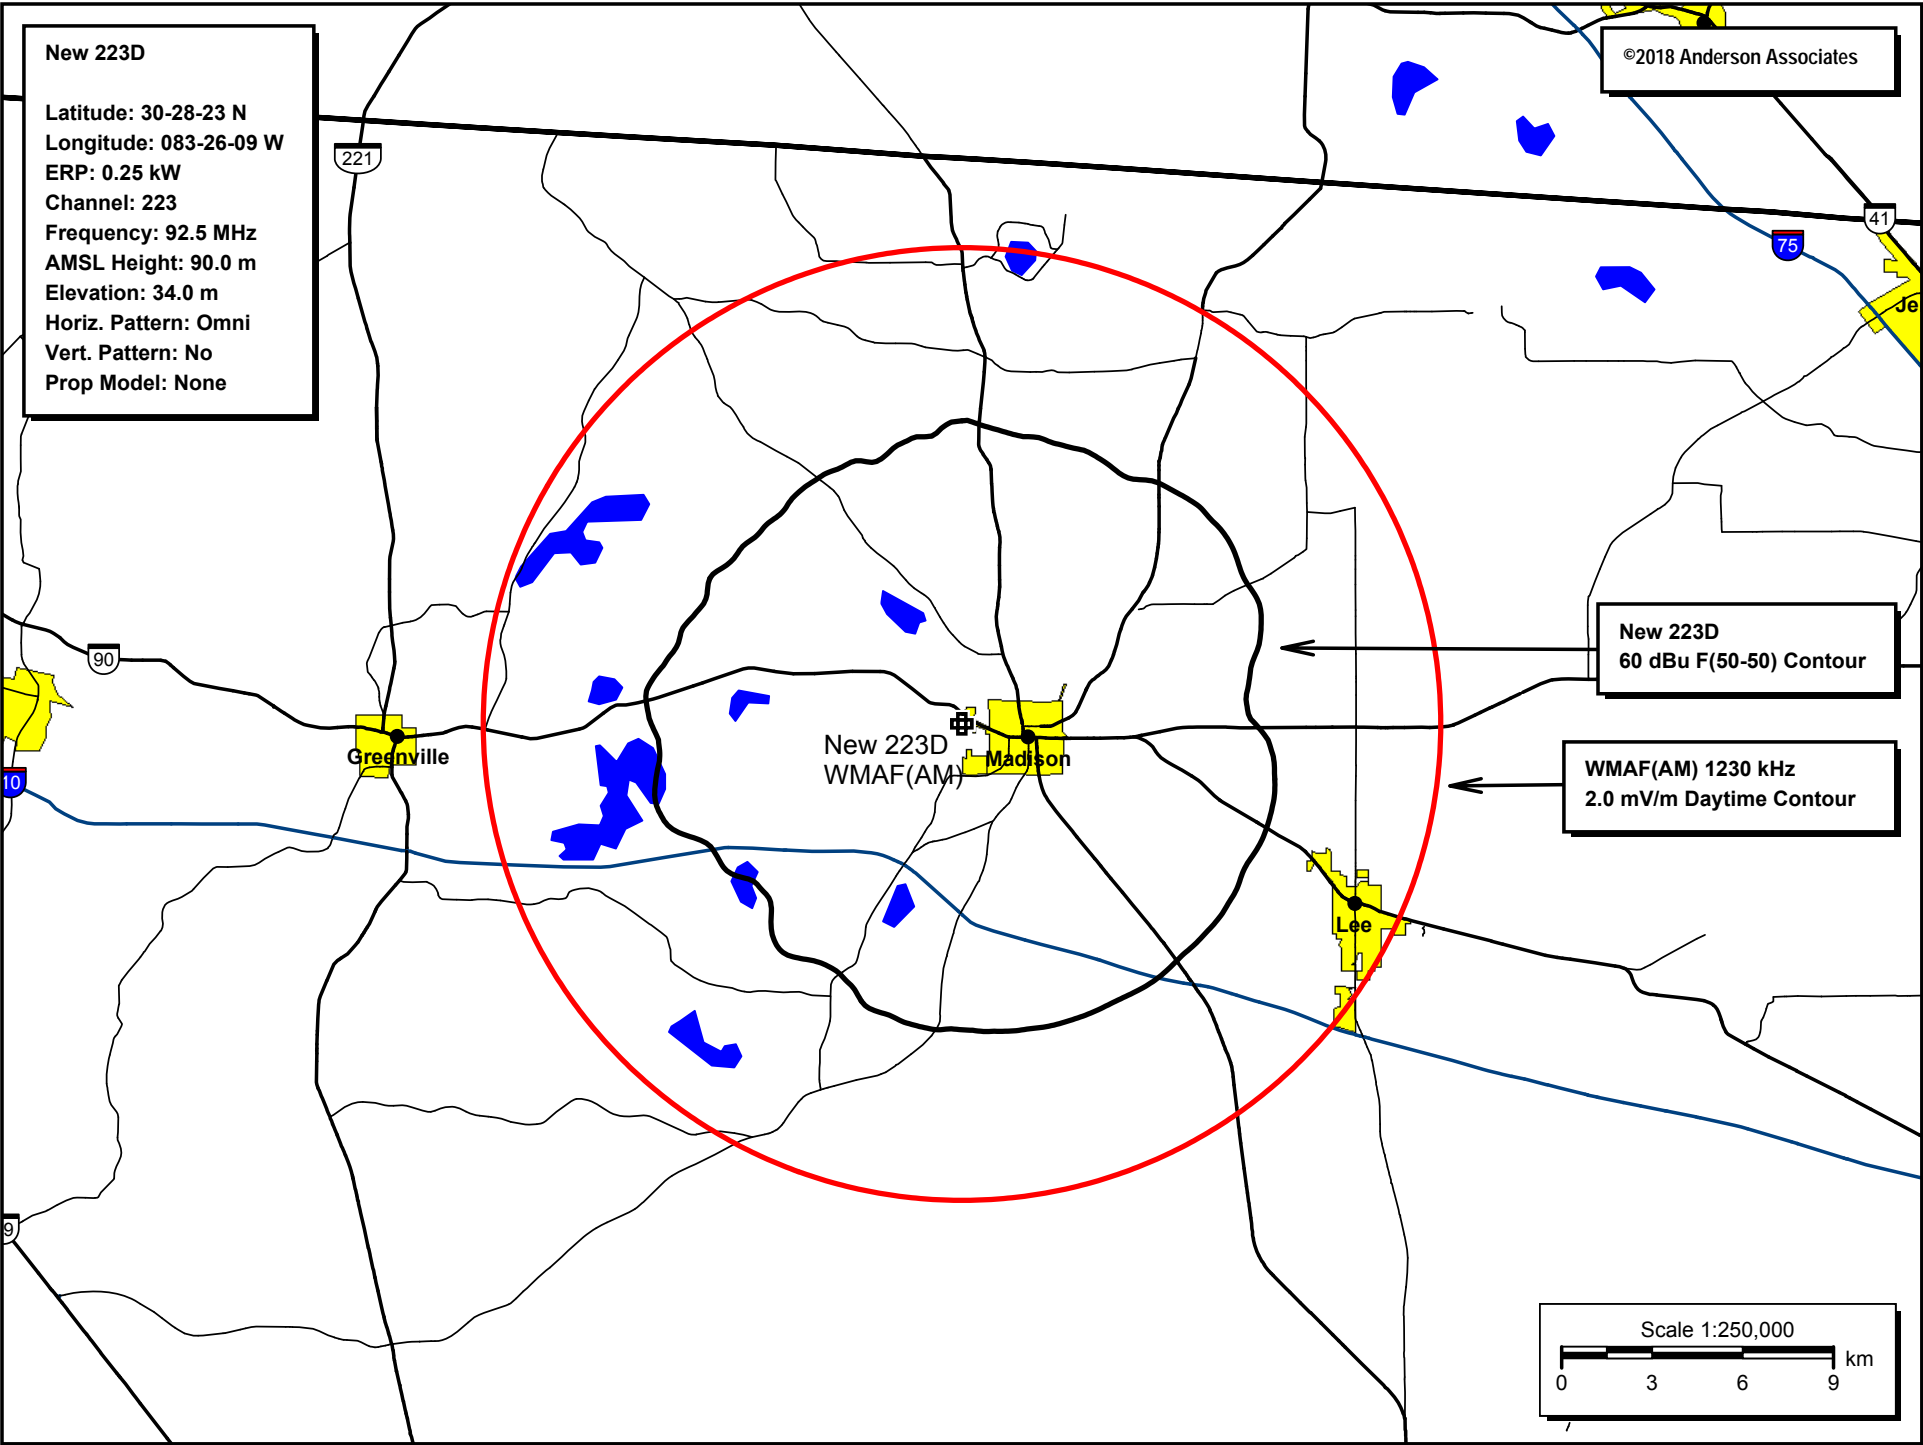 New 223D
Latitude: 30-28-23 N
Longitude: 083-26-09 W
ERP: 0.25 kW
Channel: 223
Frequency: 92.5 MHz
AMSL Height: 90.0 m
Elevation: 34.0 m
Horiz. Pattern: Omni
Vert. Pattern: No
Prop Model: None
©2018 Anderson Associates
221
41
75
Je
90
New 223D
60 dBu F(50-50) Contour
Greenville
New 223D
WMAF(AM)
Madison
10
WMAF(AM) 1230 kHz
2.0 mV/m Daytime Contour
Lee
9
Scale 1:250,000
km
0 3 6 9